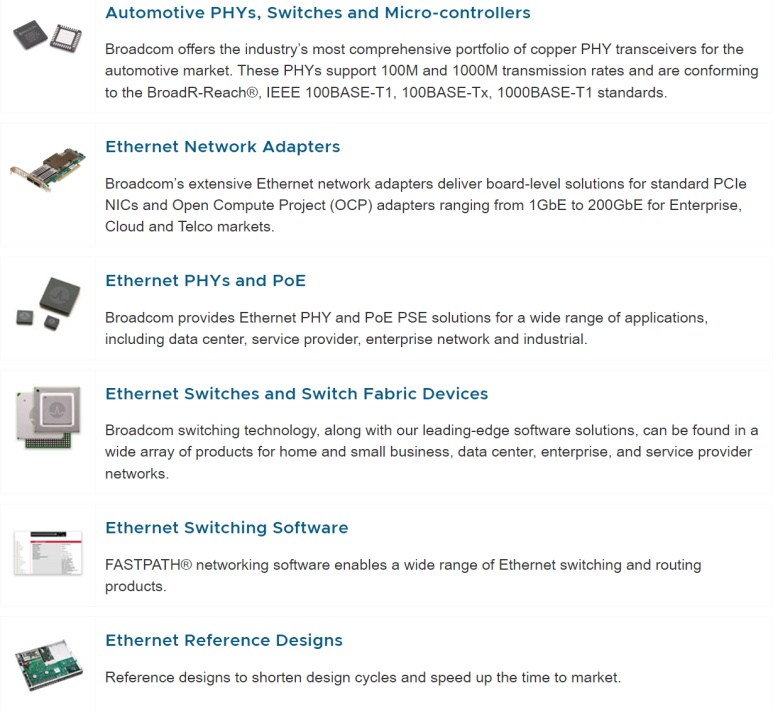 Automotive PHYs, Switches and Micro-controllers
Broadcom offers the industry’s most comprehensive portfolio of copper PHY transceivers for the
automotive market. These PHYs support 100M and 1000M transmission rates and are conforming
to the BroadR-Reach®, IEEE 100BASE-T1, 100BASE-Tx, 1000BASE-T1 standards.
Ethernet Network Adapters
Broadcom’s extensive Ethernet network adapters deliver board-level solutions for standard PCIe
NICs and Open Compute Project (OCP) adapters ranging from 1GbE to 200GbE for Enterprise,
Cloud and Telco markets.
Ethernet PHYs and PoE
Broadcom provides Ethernet PHY and PoE PSE solutions for a wide range of applications,
including data center, service provider, enterprise network and industrial.
Ethernet Switches and Switch Fabric Devices
Broadcom switching technology, along with our leading-edge software solutions, can be found in a
wide array of products for home and small business, data center, enterprise, and service provider
networks.
Ethernet Switching Software
FASTPATH® networking software enables a wide range of Ethernet switching and routing
products.
Ethernet Reference Designs
Reference designs to shorten design cycles and speed up the time to market.